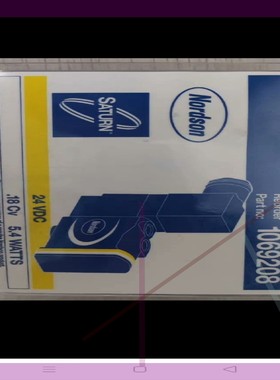 Nordson
SATURN
Part no:
1069208
24 VDC
5.4 WATTS
.18 Cv